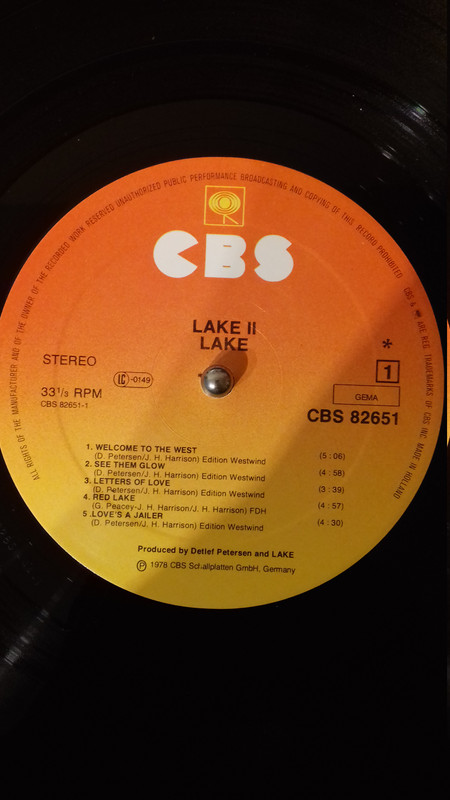 ALL RIGHTS OF THE MANUFACTURER AND OF THE OWNER OF THE RECORDED WORK RESERVED UNAUTHORIZED PUBLIC PERFORMANCE BROADCASTING AND COPYING OF THIS RECORD PROHIBITED
CBS & ARE REG. TRADEMARKS OF CBS INC. MADE IN HOLLAND
CBS
LAKE II
LAKE
STEREO
LC-0149
*
1
33 1/3 RPM
GEMA
CBS 82651-1
CBS 82651
1. WELCOME TO THE WEST (5:06)
(D. Petersen/J. H. Harrison) Edition Westwind
2. SEE THEM GLOW (4:58)
(D. Petersen/J. H. Harrison) Edition Westwind
3. LETTERS OF LOVE (3:39)
(D. Petersen/J. H. Harrison) Edition Westwind
4. RED LAKE (4:57)
(G. Peacey-J. H. Harrison/J. H. Harrison) FDH
5. LOVE'S A JAILER (4:30)
(D. Petersen/J. H. Harrison) Edition Westwind
Produced by Detlef Petersen and LAKE
Ⓟ 1978 CBS Schallplatten GmbH, Germany